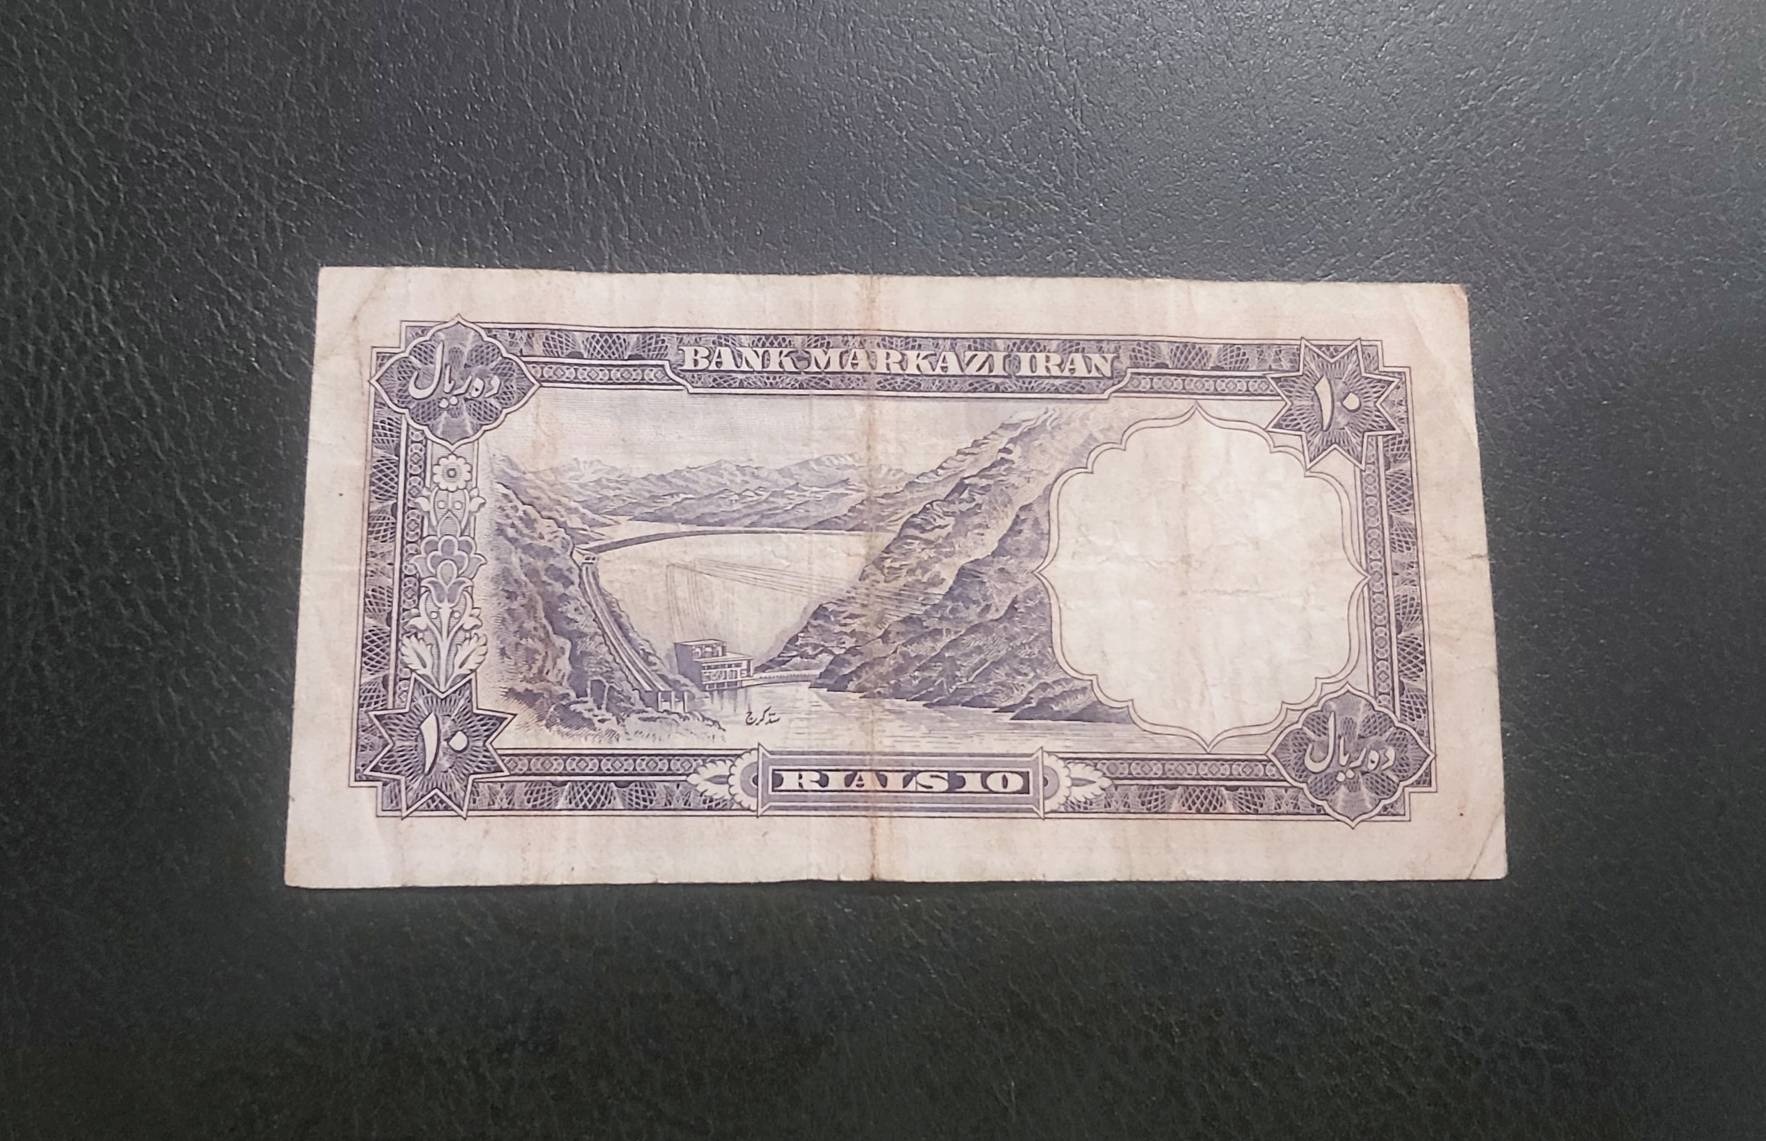 BANK MARKAZI IRAN
ده ریال
۱۰
سد کرج
۱۰
RIALS 10
ده ریال